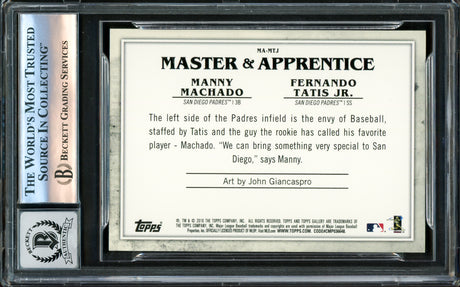 MA-MTJ
MASTER & APPRENTICE
MANNY MACHADO
SAN DIEGO PADRES™ | 3B
FERNANDO TATIS JR.
SAN DIEGO PADRES™ | SS
The left side of the Padres infield is the envy of Baseball,
staffed by Tatis and the guy the rookie has called his favorite
player - Machado. “We can bring something very special to San
Diego,” says Manny.
Art by John Giancaspro
Topps
THE WORLD'S MOST TRUSTED
SOURCE IN COLLECTING™
BECKETT GRADING SERVICES
BECKETT
AUTHENTIC